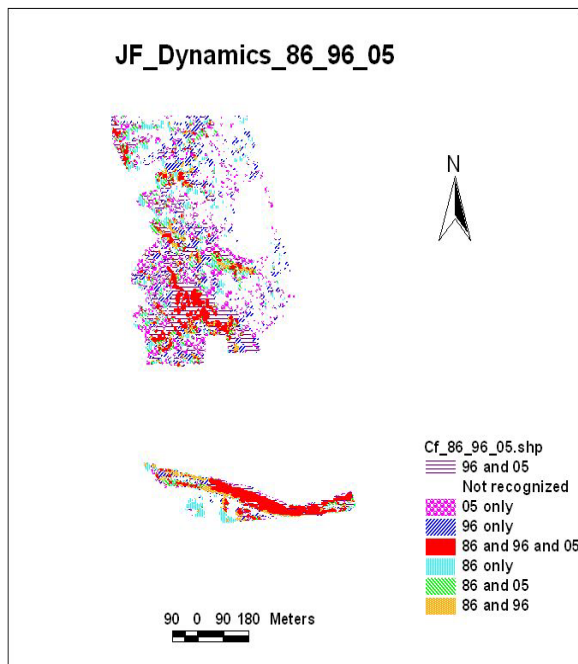 JF_Dynamics_86_96_05
N
Cf_86_96_05.shp
96 and 05
Not recognized
05 only
96 only
86 and 96 and 05
86 only
86 and 05
86 and 96
90 0 90 180 Meters